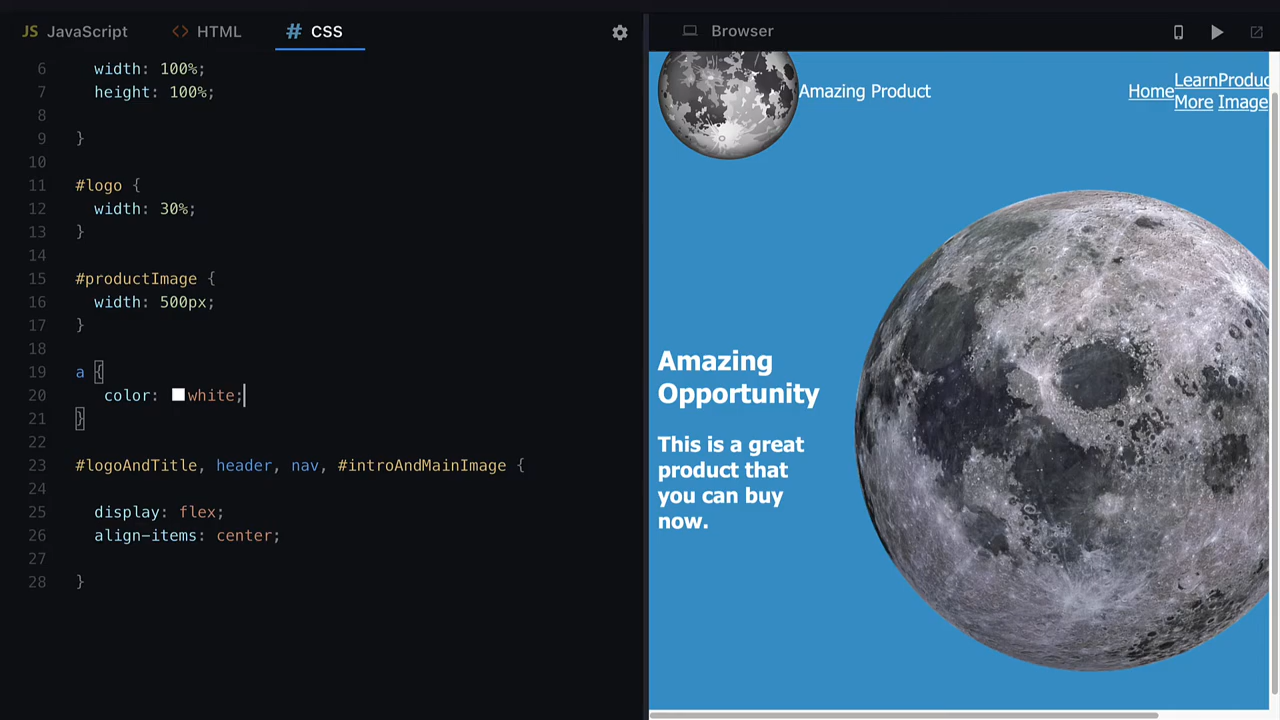 JS JavaScript
<> HTML
# CSS
Browser
6 width: 100%;
7 height: 100%;
8
9 }
10
11 #logo {
12 width: 30%;
13 }
14
15 #productImage {
16 width: 500px;
17 }
18
19 a {
20 color: white;
21 }
22
23 #logoAndTitle, header, nav, #introAndMainImage {
24
25 display: flex;
26 align-items: center;
27
28 }
Amazing Product
Home
Learn
More
Produc
Image
Amazing
Opportunity
This is a great
product that
you can buy
now.